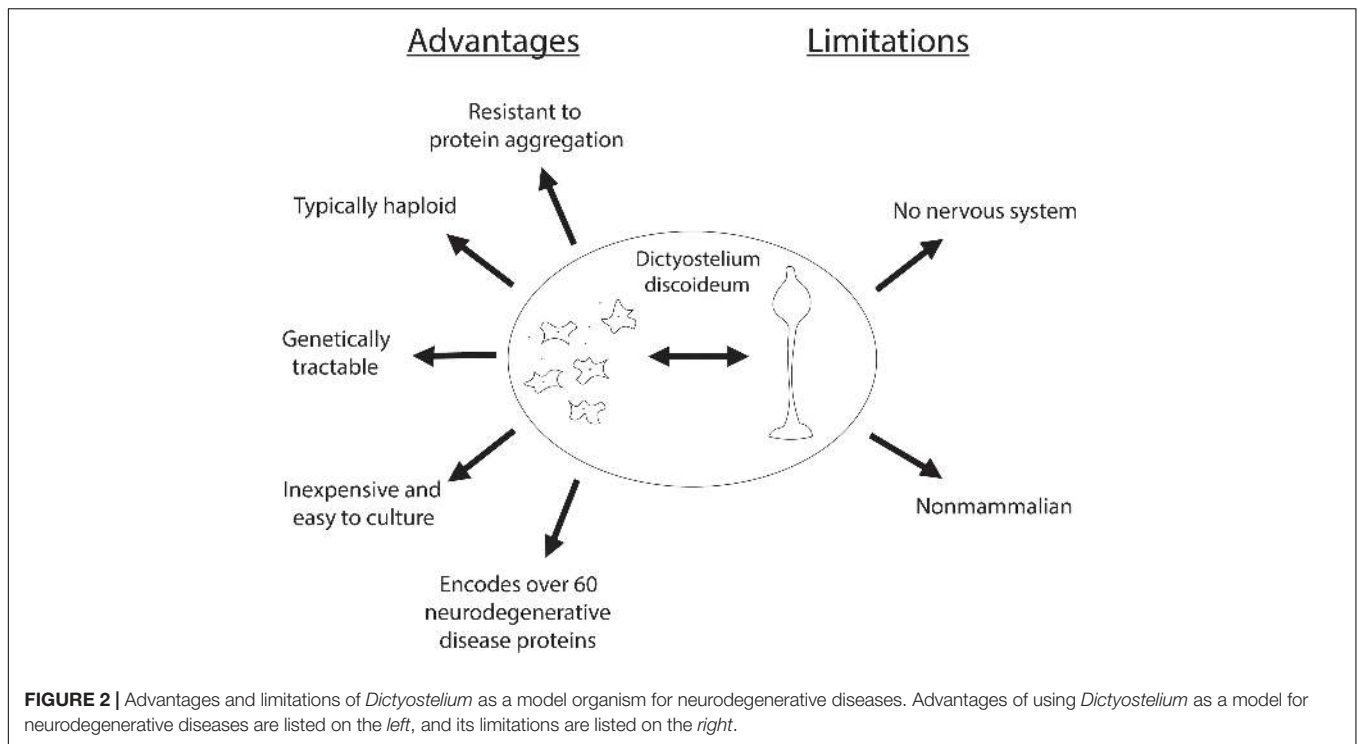 Advantages
Limitations
Resistant to
protein aggregation
Typically haploid
No nervous system
Dictyostelium
discoideum
Genetically
tractable
Inexpensive and
easy to culture
Nonmammalian
Encodes over 60
neurodegenerative
disease proteins
FIGURE 2 | Advantages and limitations of Dictyostelium as a model organism for neurodegenerative diseases. Advantages of using Dictyostelium as a model for
neurodegenerative diseases are listed on the left, and its limitations are listed on the right.